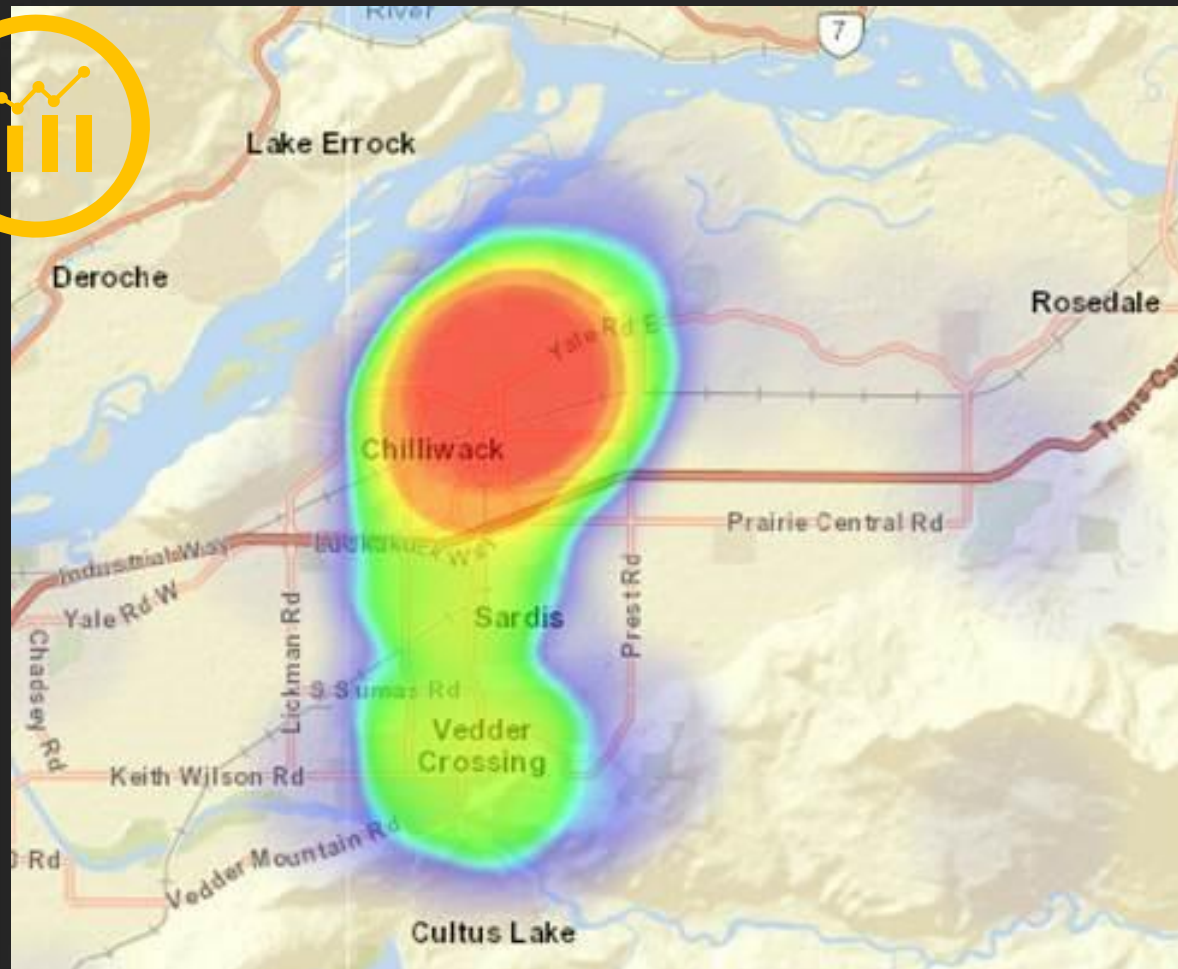 River
7
Lake Errock
Deroche
Rosedale
Yale Rd E
Trans-Ca
Chilliwack
Prairie Central Rd
Industrial Way
Luckakuck Way
Yale Rd W
Sardis
Prest Rd
Lickman Rd
Chadsey Rd
S Sumas Rd
Vedder
Crossing
Keith Wilson Rd
Vedder Mountain Rd
Rd
Cultus Lake